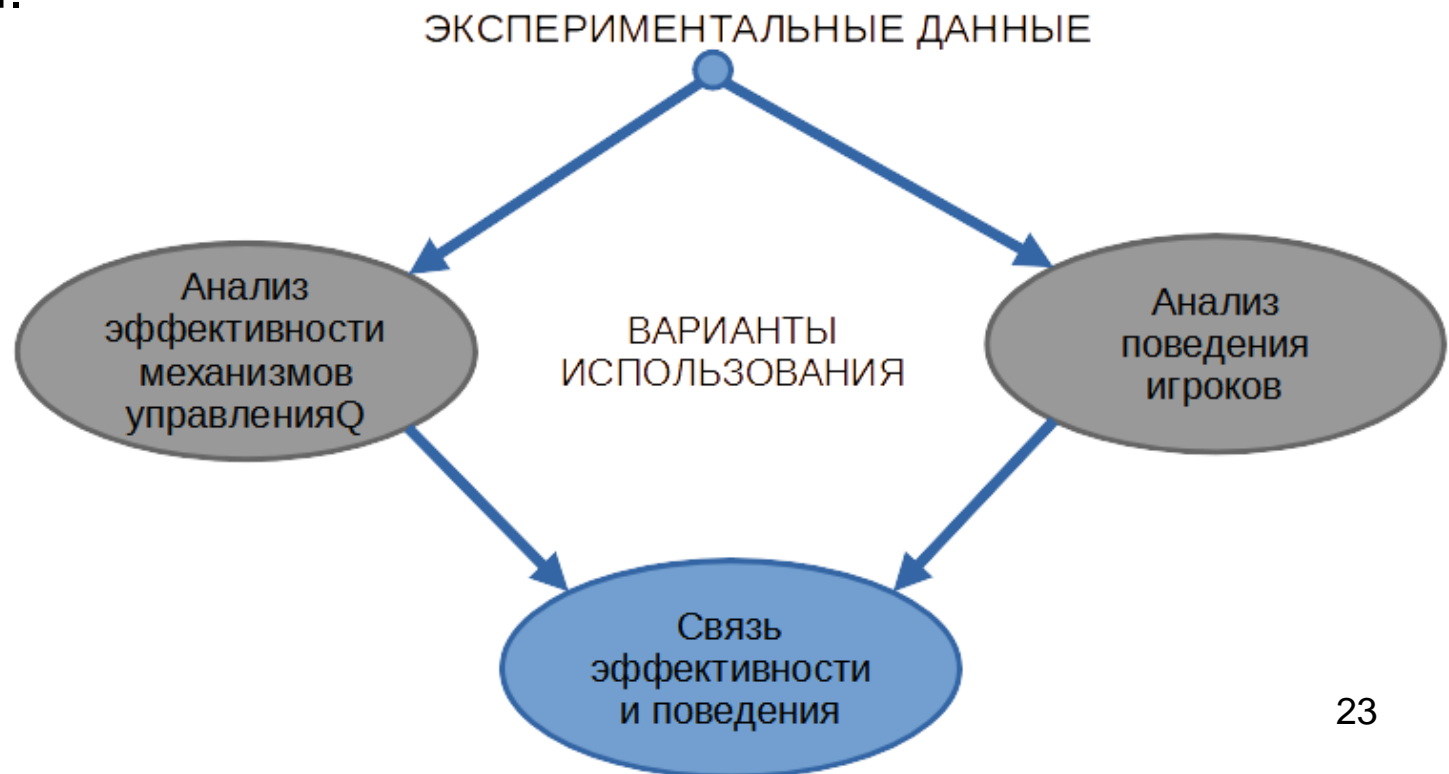 ЭКСПЕРИМЕНТАЛЬНЫЕ ДАННЫЕ
Анализ
эффективности
механизмов
управленияQ
ВАРИАНТЫ
ИСПОЛЬЗОВАНИЯ
Анализ
поведения
игроков
Связь
эффективности
и поведения
23